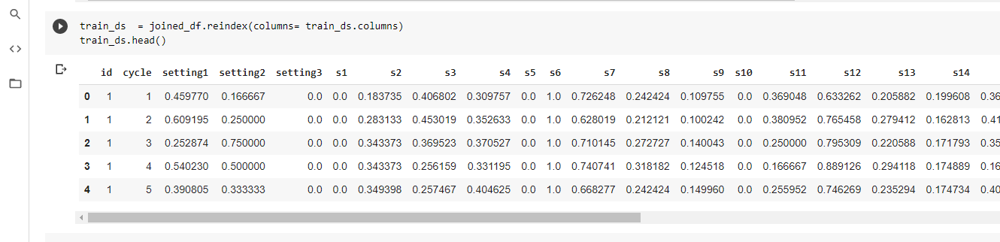 train_ds  = joined_df.reindex(columns= train_ds.columns)
train_ds.head()
id cycle setting1 setting2 setting3 s1 s2 s3 s4 s5 s6 s7 s8 s9 s10 s11 s12 s13 s14
0 1 1 0.459770 0.166667 0.0 0.0 0.183735 0.406802 0.309757 0.0 1.0 0.726248 0.242424 0.109755 0.0 0.369048 0.633262 0.205882 0.199608 0.36
1 1 2 0.609195 0.250000 0.0 0.0 0.283133 0.453019 0.352633 0.0 1.0 0.628019 0.212121 0.100242 0.0 0.380952 0.765458 0.279412 0.162813 0.41
2 1 3 0.252874 0.750000 0.0 0.0 0.343373 0.369523 0.370527 0.0 1.0 0.710145 0.272727 0.140043 0.0 0.250000 0.795309 0.220588 0.171793 0.35
3 1 4 0.540230 0.500000 0.0 0.0 0.343373 0.256159 0.331195 0.0 1.0 0.740741 0.318182 0.124518 0.0 0.166667 0.889126 0.294118 0.174889 0.16
4 1 5 0.390805 0.333333 0.0 0.0 0.349398 0.257467 0.404625 0.0 1.0 0.668277 0.242424 0.149960 0.0 0.255952 0.746269 0.235294 0.174734 0.40